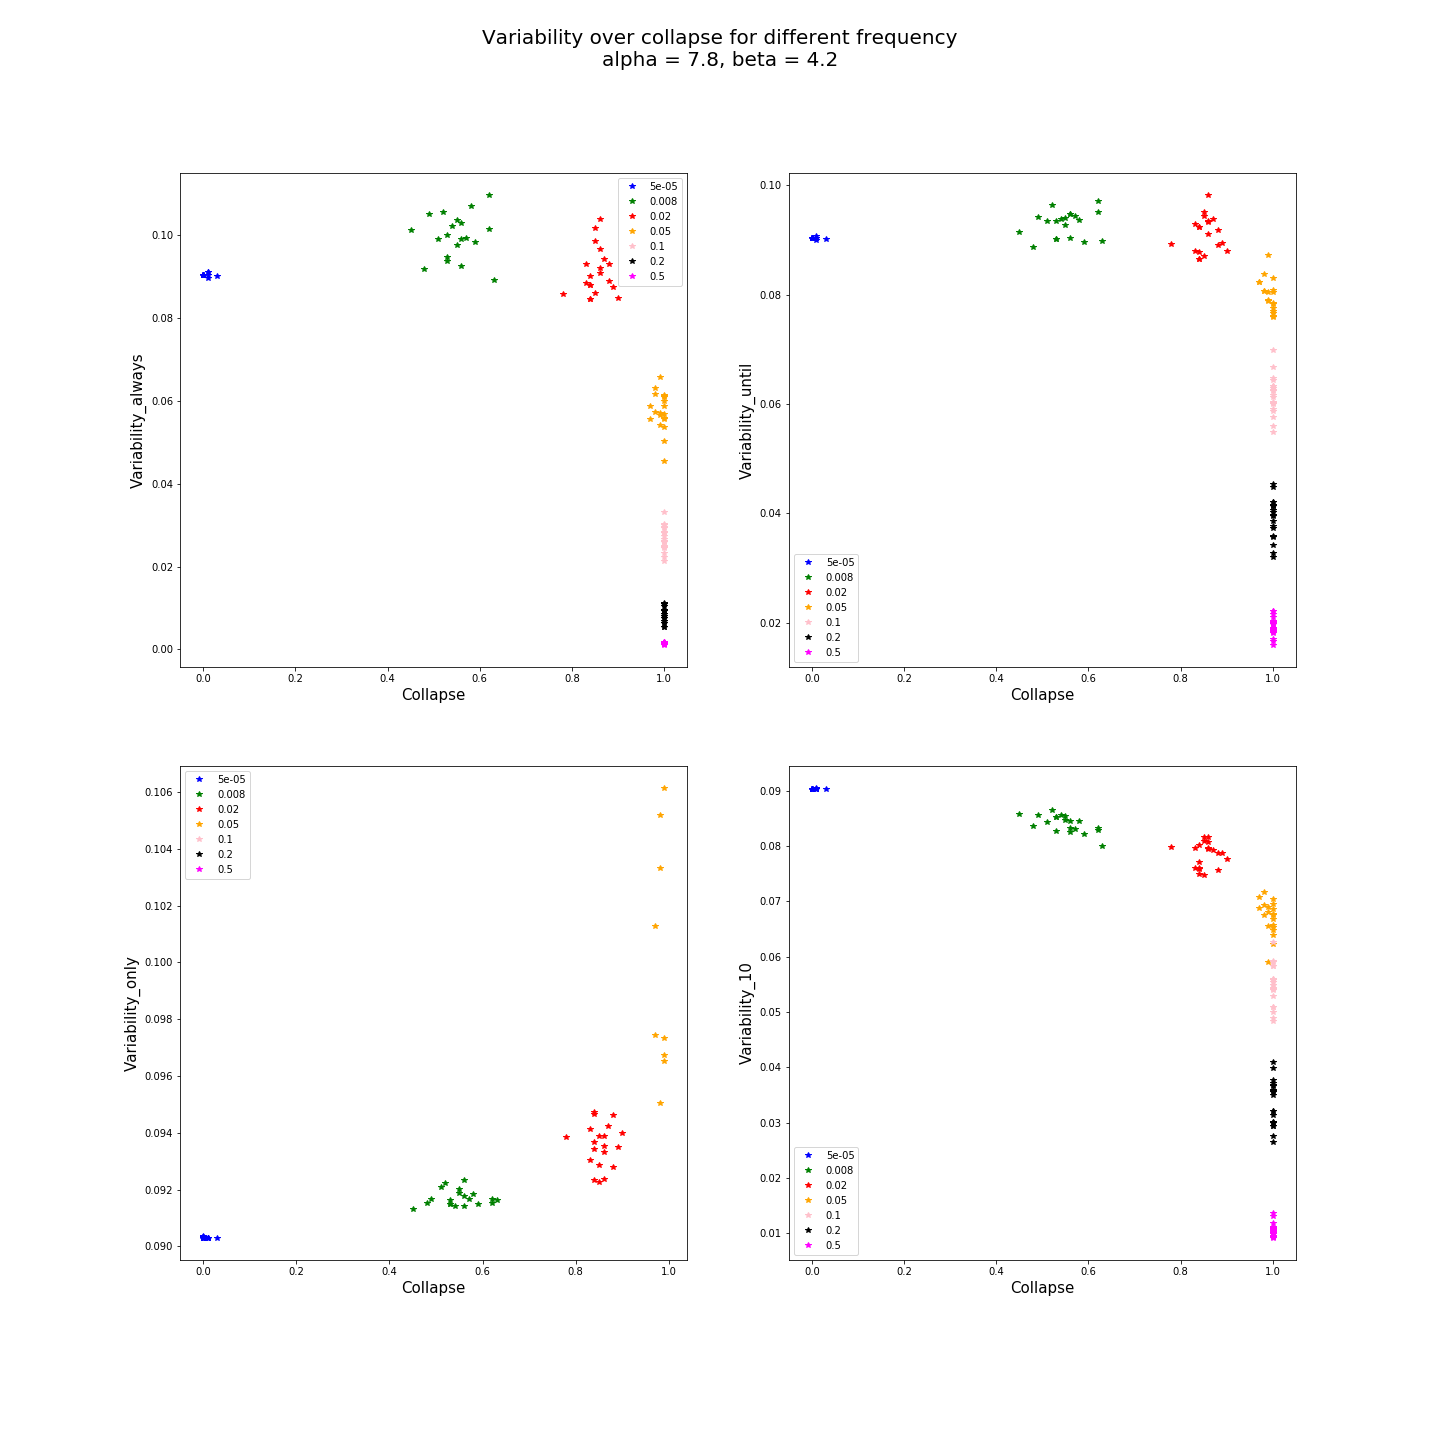 Variability over collapse for different frequency
alpha = 7.8, beta = 4.2
5e-05
0.008
0.02
0.05
0.1
0.2
0.5
0.10
0.08
0.06
0.04
0.02
0.00
Variability_always
0.0 0.2 0.4 0.6 0.8 1.0
Collapse
0.10
0.08
0.06
0.04
0.02
Variability_until
5e-05
0.008
0.02
0.05
0.1
0.2
0.5
0.0 0.2 0.4 0.6 0.8 1.0
Collapse
5e-05
0.008
0.02
0.05
0.1
0.2
0.5
0.106
0.104
0.102
0.100
0.098
0.096
0.094
0.092
0.090
Variability_only
0.0 0.2 0.4 0.6 0.8 1.0
Collapse
0.09
0.08
0.07
0.06
0.05
0.04
0.03
0.02
0.01
Variability_10
5e-05
0.008
0.02
0.05
0.1
0.2
0.5
0.0 0.2 0.4 0.6 0.8 1.0
Collapse